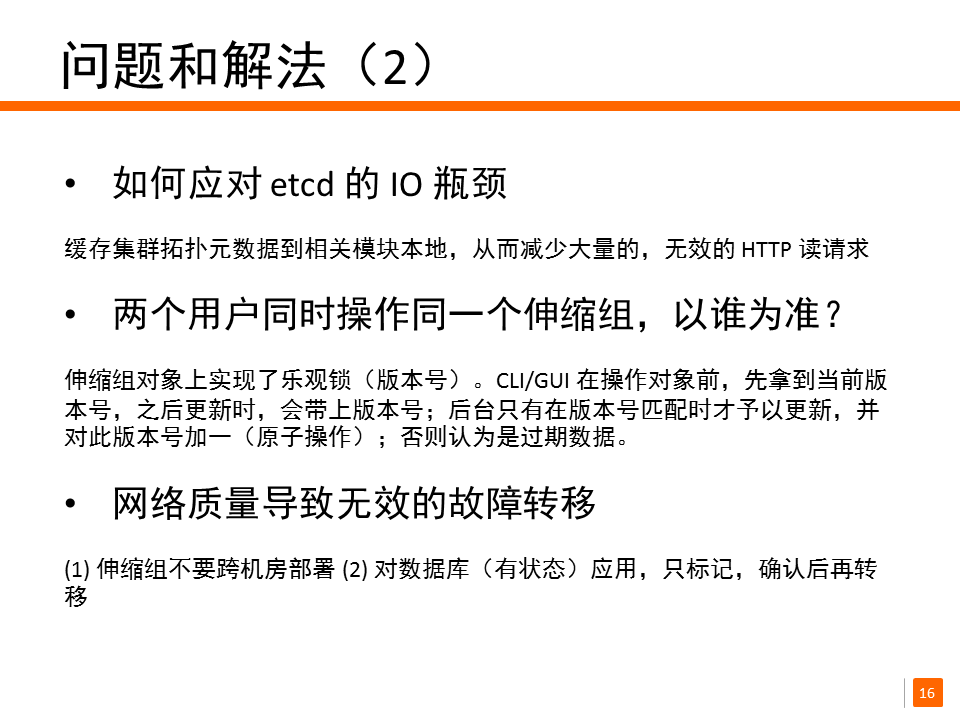 问题和解法（2）
• 如何应对 etcd 的 IO 瓶颈
缓存集群拓扑元数据到相关模块本地，从而减少大量的，无效的 HTTP 读请求
• 两个用户同时操作同一个伸缩组，以谁为准？
伸缩组对象上实现了乐观锁（版本号）。CLI/GUI 在操作对象前，先拿到当前版
本号，之后更新时，会带上版本号；后台只有在版本号匹配时才予以更新，并
对此版本号加一（原子操作）；否则认为是过期数据。
• 网络质量导致无效的故障转移
(1) 伸缩组不要跨机房部署 (2) 对数据库（有状态）应用，只标记，确认后再转
移
16